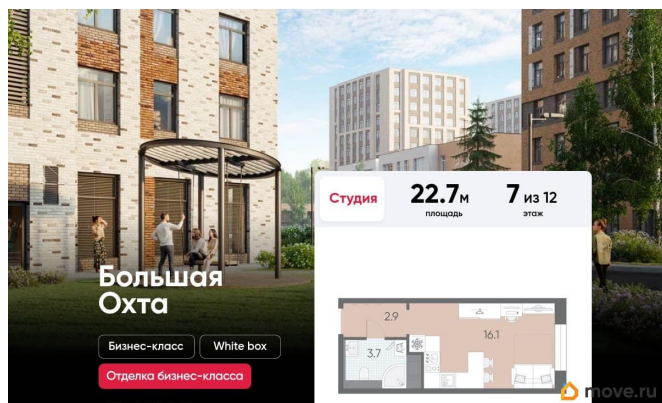 Студия
22.7м
площадь
7 из 12
этаж
Большая
Охта
Бизнес-класс
White box
Отделка бизнес-класса
2.9
3.7
16.1
move.ru